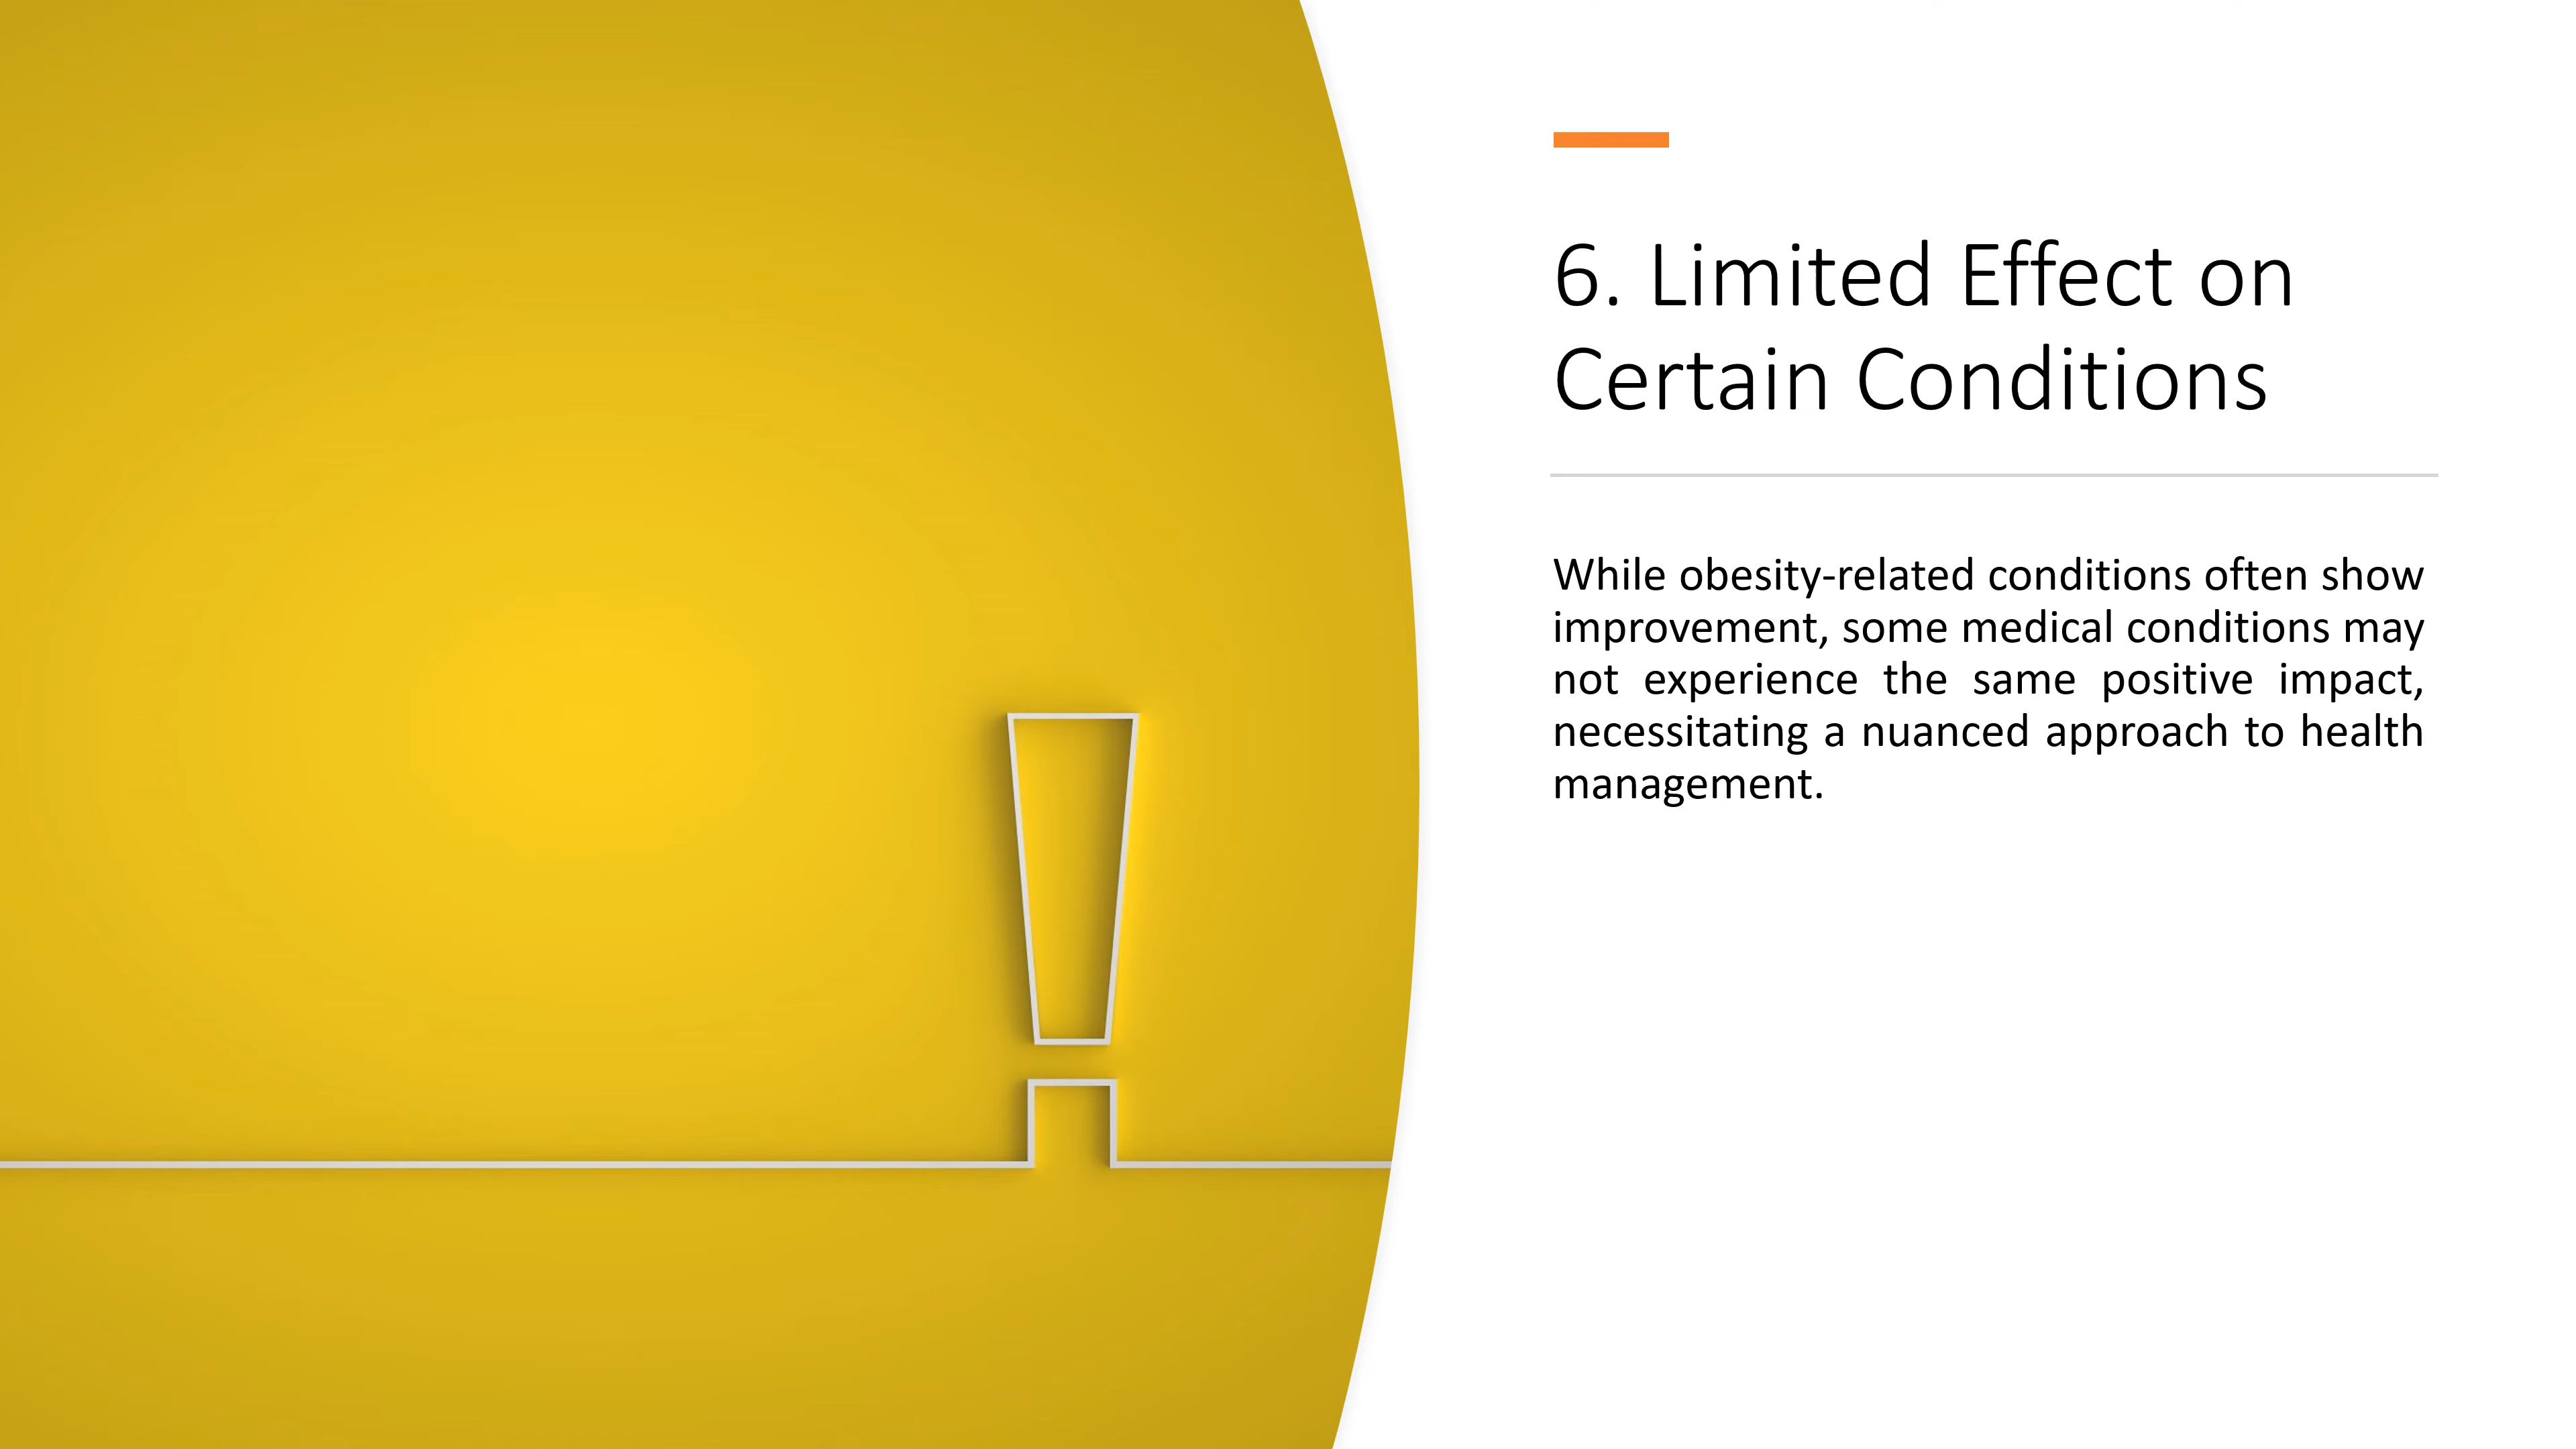 6. Limited Effect on
Certain Conditions
While obesity-related conditions often show
improvement, some medical conditions may
not experience the same positive impact,
necessitating a nuanced approach to health
management.